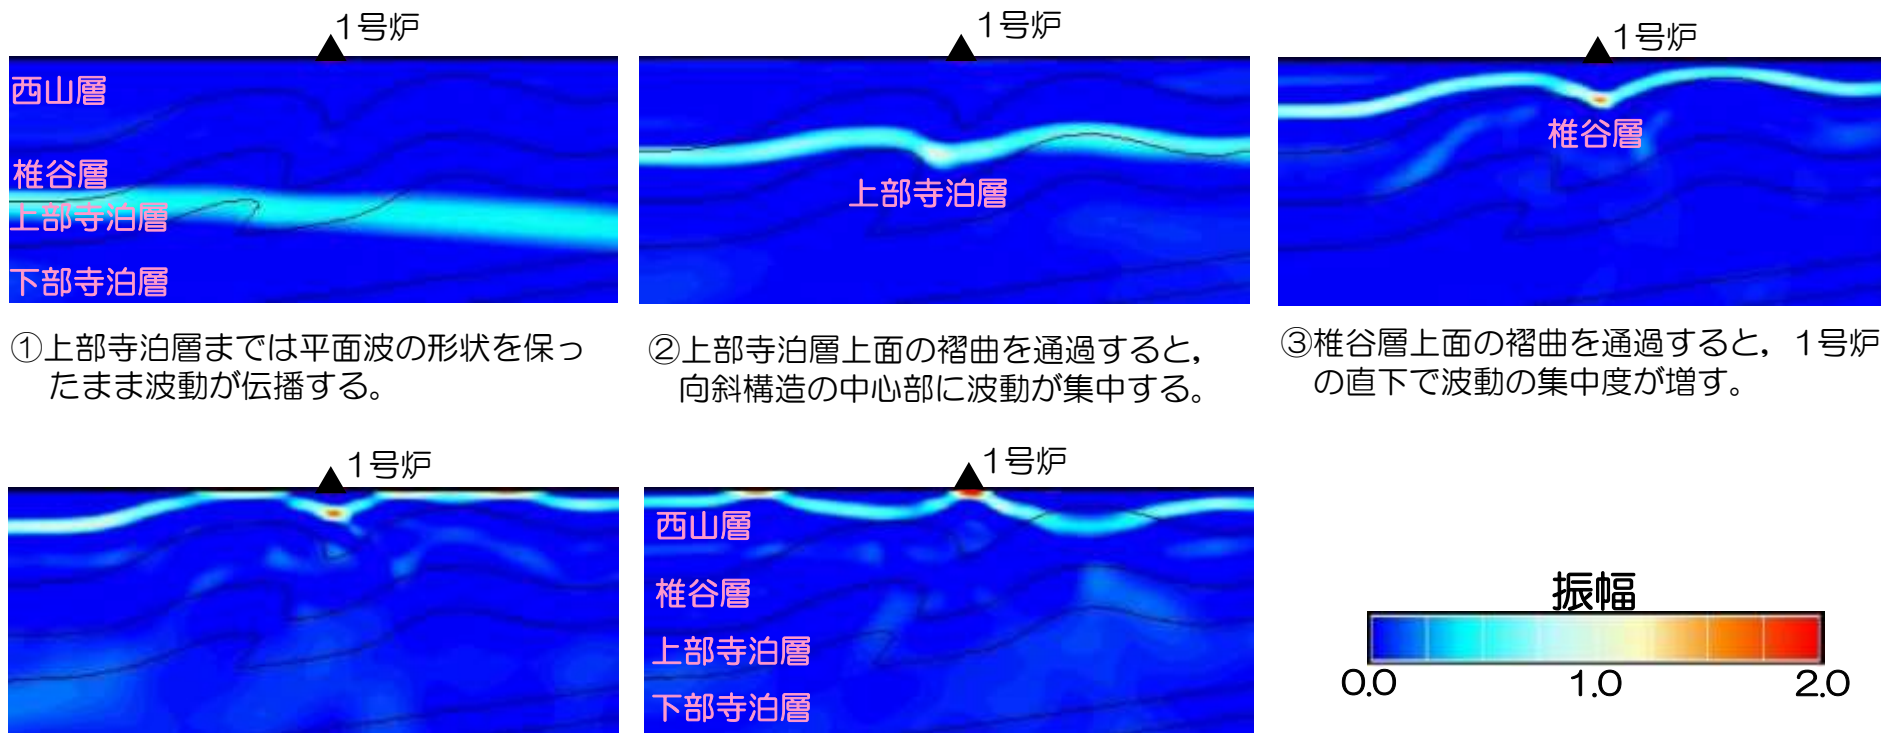 1号炉
西山層
椎谷層
上部寺泊層
下部寺泊層
①上部寺泊層までは平面波の形状を保っ
たまま波動が伝播する。
1号炉
上部寺泊層
②上部寺泊層上面の褶曲を通過すると，
向斜構造の中心部に波動が集中する。
1号炉
椎谷層
③椎谷層上面の褶曲を通過すると，1号炉
の直下で波動の集中度が増す。
1号炉
1号炉
西山層
椎谷層
上部寺泊層
下部寺泊層
振幅
0.0 1.0 2.0